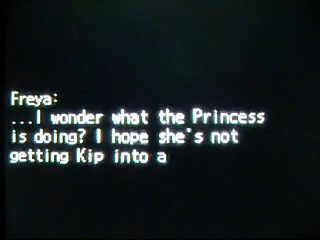 Freya:
...I wonder what the Princess
is doing? I hope she's not
getting Kip into a